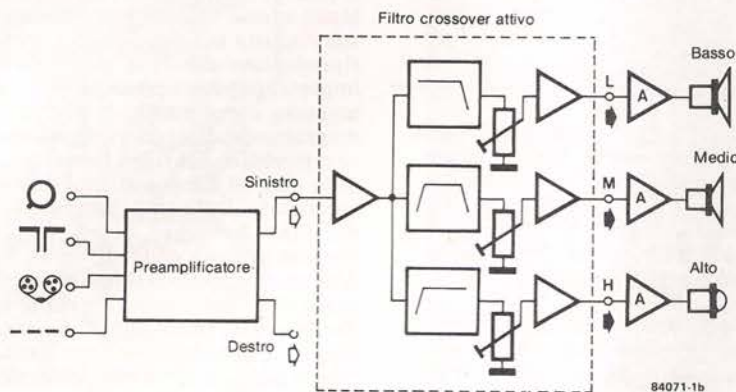 Filtro crossover attivo
Basso
L
A
Medio
Sinistro
M
A
Preamplificatore
Alto
H
A
Destro
84071-1b